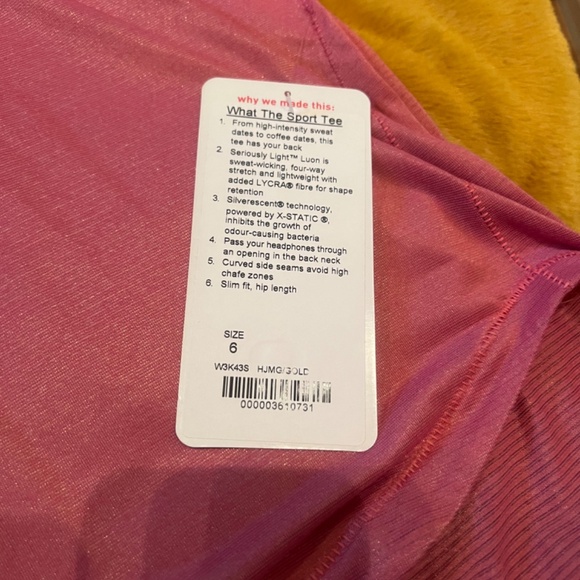 why we made this:
What The Sport Tee
1. From high-intensity sweat
dates to coffee dates, this
tee has your back
2. Seriously Light™ Luon is
sweat-wicking, four-way
stretch and lightweight with
added LYCRA® fibre for shape
retention
3. Silverescent® technology,
powered by X-STATIC ®,
inhibits the growth of
odour-causing bacteria
4. Pass your headphones through
an opening in the back neck
5. Curved side seams avoid high
chafe zones
6. Slim fit, hip length
SIZE
6
W3K43S HJMG/GOLD
000003610731